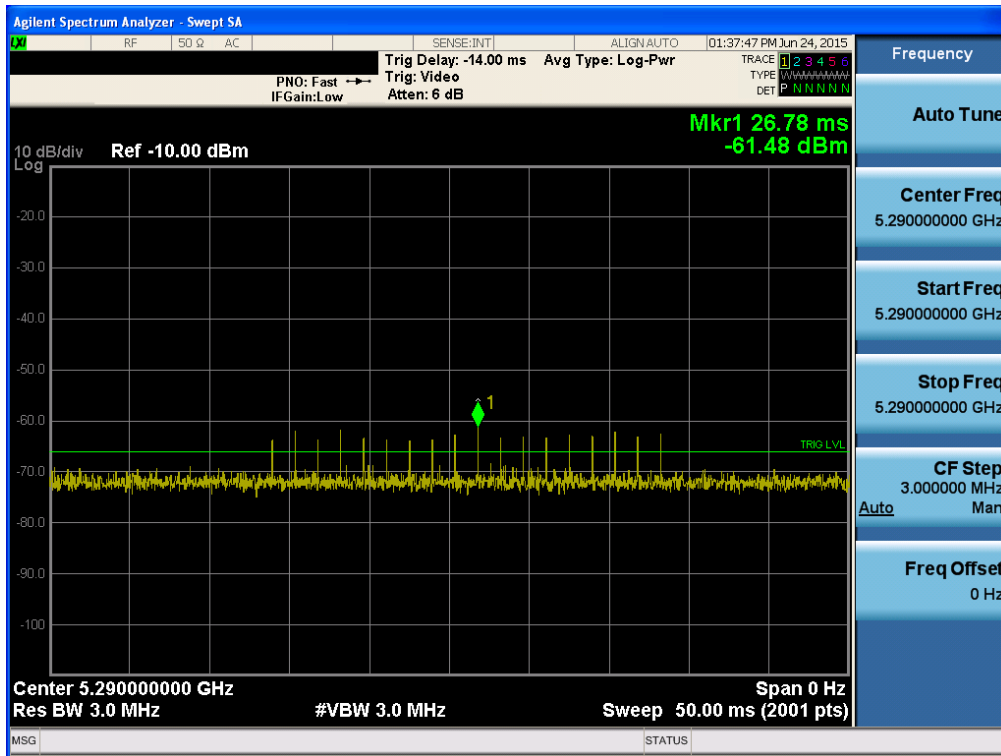 Agilent Spectrum Analyzer - Swept SA
LXI RF 50 Ω AC SENSE:INT ALIGN AUTO 01:37:47 PM Jun 24, 2015
Frequency
PNO: Fast
IFGain:Low
Trig Delay: -14.00 ms
Trig: Video
Atten: 6 dB
Avg Type: Log-Pwr
TRACE 1 2 3 4 5 6
TYPE
DET P N N N N N
Auto Tune
Mkr1 26.78 ms
-61.48 dBm
10 dB/div Ref -10.00 dBm
Log
Center Freq
5.290000000 GHz
-20.0
-30.0
-40.0
-50.0
-60.0
-70.0
-80.0
-90.0
-100
1
TRIG LVL
Start Freq
5.290000000 GHz
Stop Freq
5.290000000 GHz
CF Step
3.000000 MHz
Auto Man
Freq Offset
0 Hz
Center 5.290000000 GHz Span 0 Hz
Res BW 3.0 MHz #VBW 3.0 MHz Sweep 50.00 ms (2001 pts)
MSG STATUS